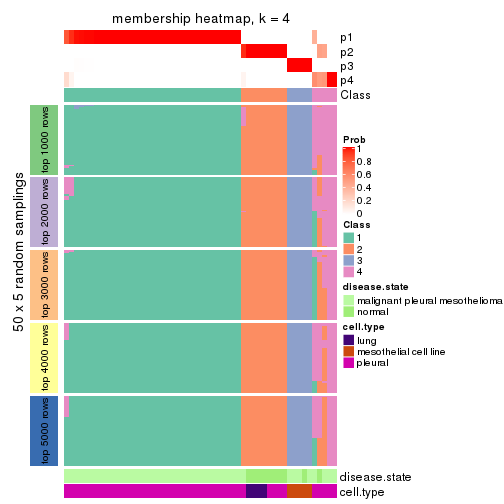 membership heatmap, k = 4
p1
p2
p3
p4
Class
50 x 5 random samplings
top 1000 rows
top 2000 rows
top 3000 rows
top 4000 rows
top 5000 rows
Prob
1
0.8
0.6
0.4
0.2
0
Class
1
2
3
4
disease.state
malignant pleural mesothelioma
normal
cell.type
lung
mesothelial cell line
pleural
disease.state
cell.type